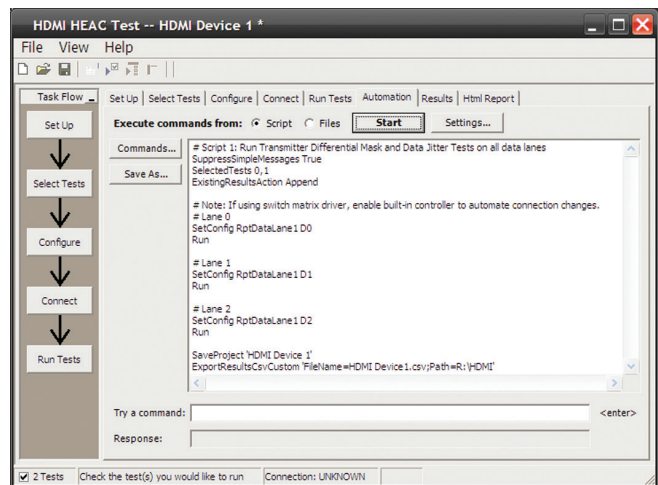 HDMI HEAC Test -- HDMI Device 1 *
File View Help
Task Flow
Set Up
Select Tests
Configure
Connect
Run Tests
Set Up | Select Tests | Configure | Connect | Run Tests | Automation | Results | Html Report
Execute commands from: Script Files Start Settings...
Commands...
Save As...
# Script 1: Run Transmitter Differential Mask and Data Jitter Tests on all data lanes
SuppressSimpleMessages True
SelectedTests 0,1
ExistingResultsAction Append
# Note: If using switch matrix driver, enable built-in controller to automate connection changes.
# Lane 0
SetConfig RptDataLane1 D0
Run
# Lane 1
SetConfig RptDataLane1 D1
Run
# Lane 2
SetConfig RptDataLane1 D2
Run
SaveProject 'HDMI Device 1'
ExportResultsCsvCustom 'FileName=HDMI Device1.csv;Path=R:\HDMI'
Try a command: <enter>
Response:
2 Tests Check the test(s) you would like to run Connection: UNKNOWN